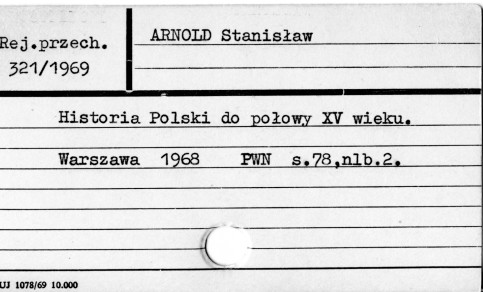 Rej.przech.
321/1969
ARNOLD Stanisław
Historia Polski do połowy XV wieku.
Warszawa 1968 PWN s.78,nlb.2.
UJ 1078/69 10.000